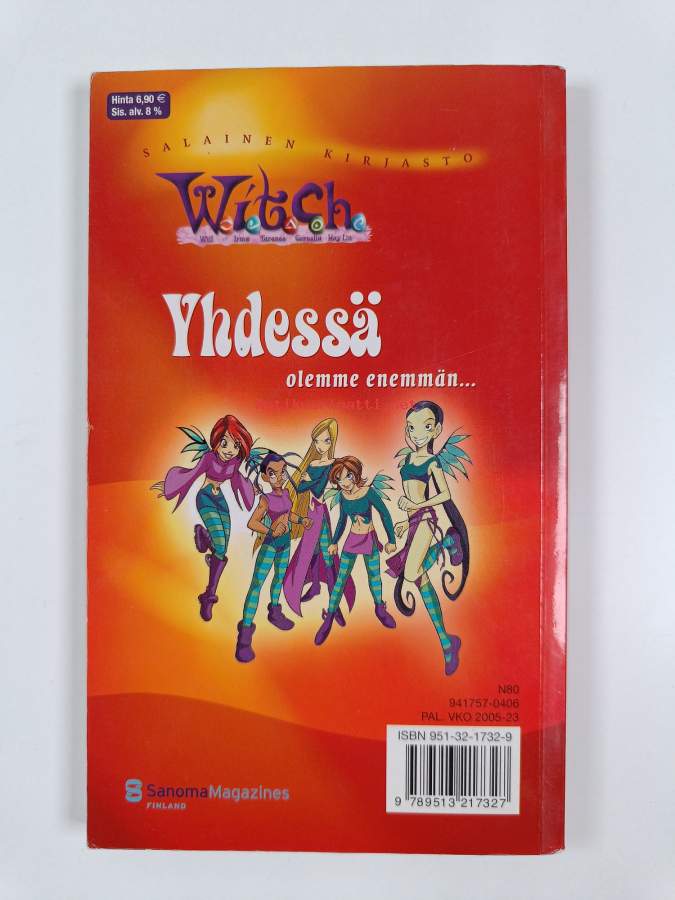 Hinta 6,90 €
Sis. alv. 8 %
SALAINEN KIRJASTO
W.i.t.c.h.
Will Irma Taranee Cornelia Hay Lin
Yhdessä
olemme enemmän...
N80
941757-0406
PAL. VKO 2005-23
ISBN 951-32-1732-9
9 789513 217327
SanomaMagazines
FINLAND